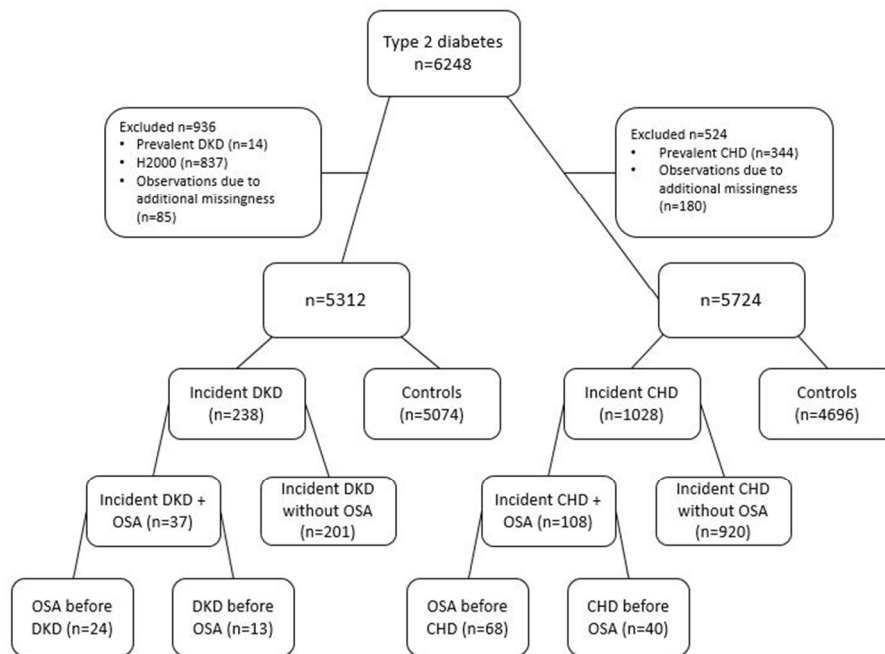 Type 2 diabetes
n=6248
Excluded n=936
• Prevalent DKD (n=14)
• H2000 (n=837)
• Observations due to
additional missingness
(n=85)
Excluded n=524
• Prevalent CHD (n=344)
• Observations due to
additional missingness
(n=180)
n=5312
n=5724
Incident DKD
(n=238)
Controls
(n=5074)
Incident CHD
(n=1028)
Controls
(n=4696)
Incident DKD +
OSA (n=37)
Incident DKD
without OSA
(n=201)
Incident CHD +
OSA (n=108)
Incident CHD
without OSA
(n=920)
OSA before
DKD (n=24)
DKD before
OSA (n=13)
OSA before
CHD (n=68)
CHD before
OSA (n=40)